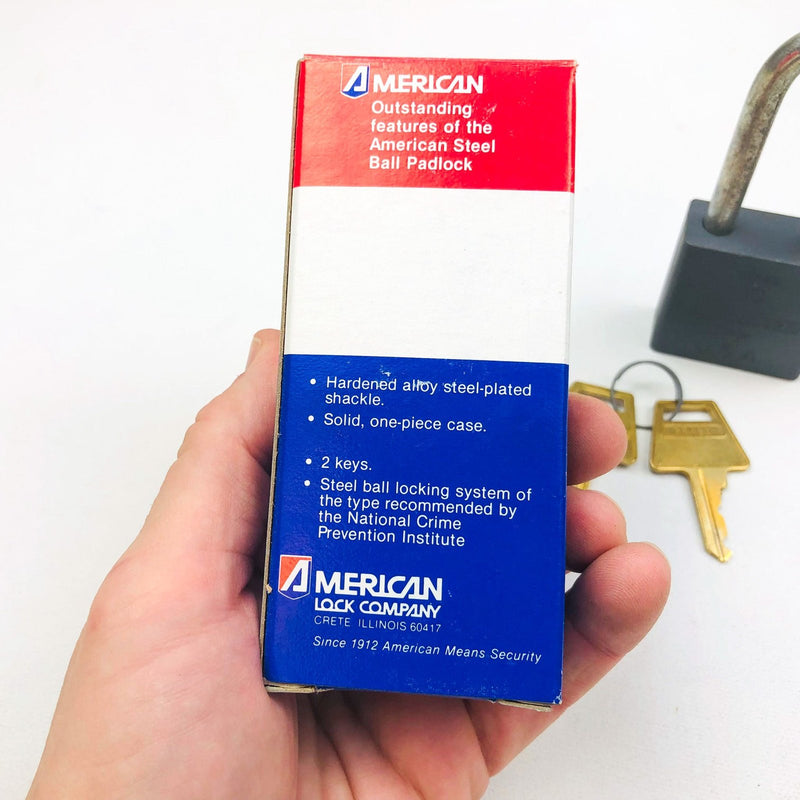 AMERICAN
Outstanding
features of the
American Steel
Ball Padlock
• Hardened alloy steel-plated
shackle.
• Solid, one-piece case.
• 2 keys.
• Steel ball locking system of
the type recommended by
the National Crime
Prevention Institute
AMERICAN
LOCK COMPANY
CRETE ILLINOIS 60417
Since 1912 American Means Security